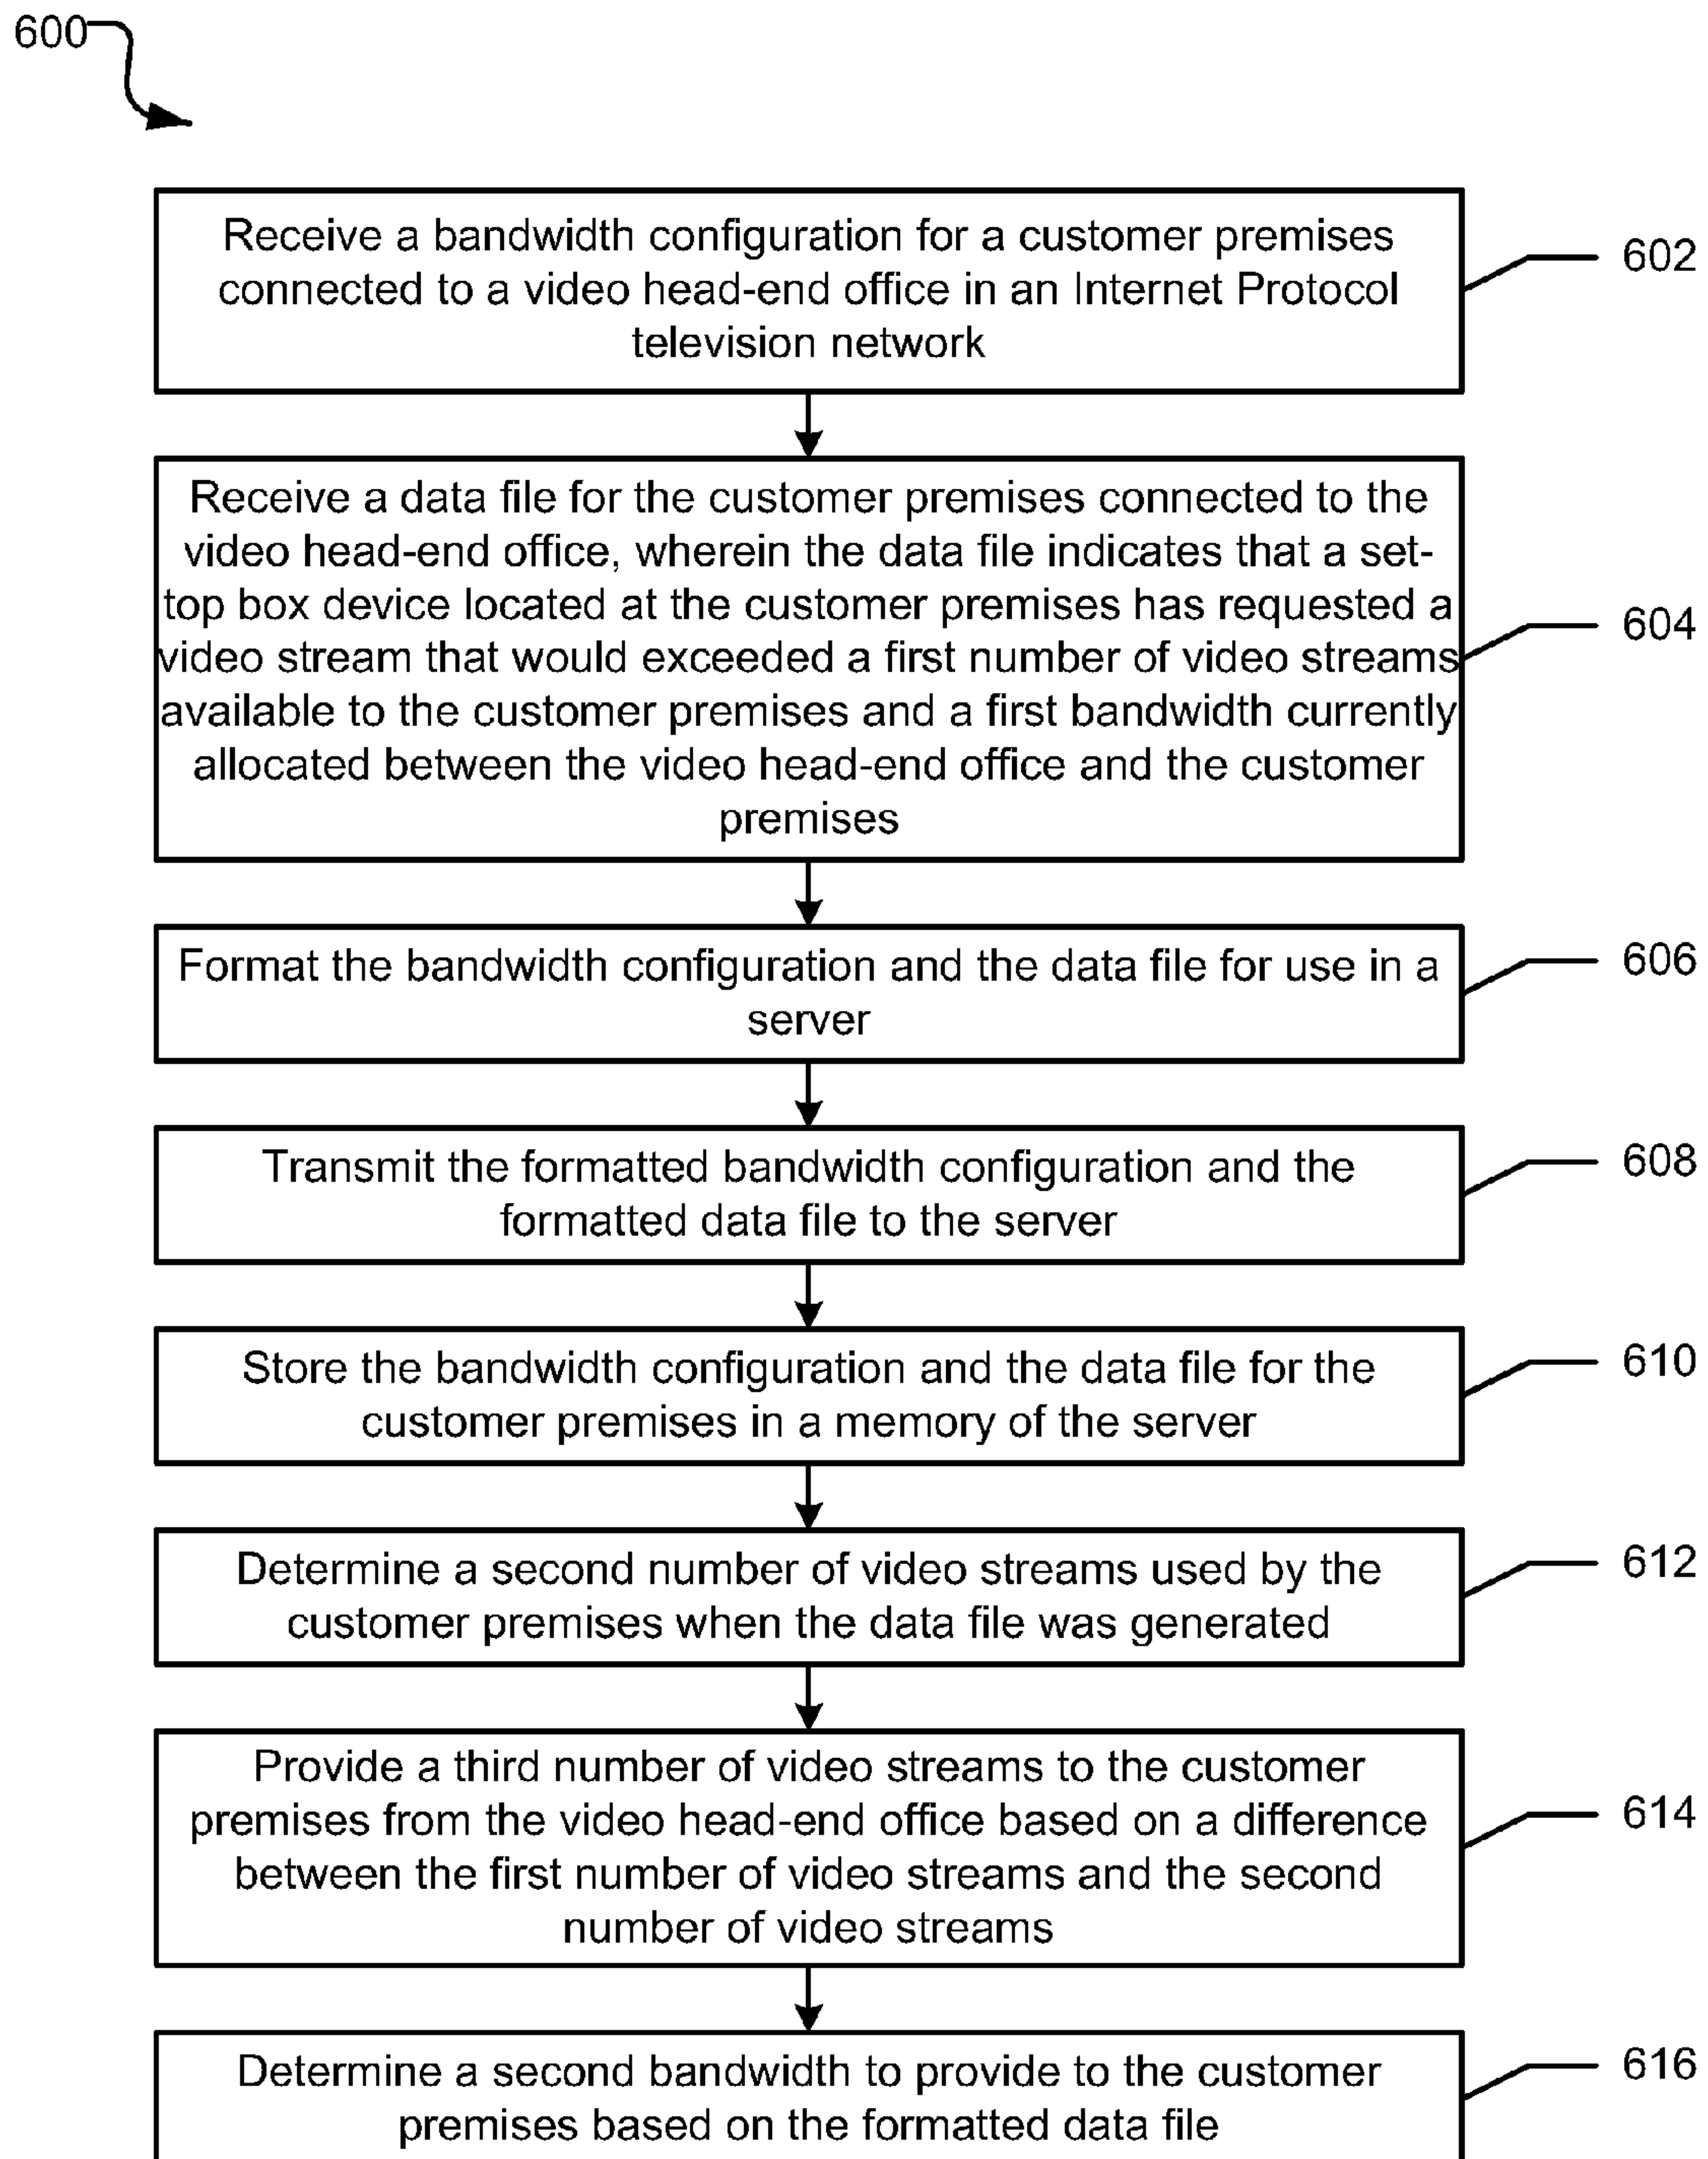 600
Receive a bandwidth configuration for a customer premises
connected to a video head-end office in an Internet Protocol
television network
602
Receive a data file for the customer premises connected to the
video head-end office, wherein the data file indicates that a set-
top box device located at the customer premises has requested a
video stream that would exceeded a first number of video streams
available to the customer premises and a first bandwidth currently
allocated between the video head-end office and the customer
premises
604
Format the bandwidth configuration and the data file for use in a
server
606
Transmit the formatted bandwidth configuration and the
formatted data file to the server
608
Store the bandwidth configuration and the data file for the
customer premises in a memory of the server
610
Determine a second number of video streams used by the
customer premises when the data file was generated
612
Provide a third number of video streams to the customer
premises from the video head-end office based on a difference
between the first number of video streams and the second
number of video streams
614
Determine a second bandwidth to provide to the customer
premises based on the formatted data file
616